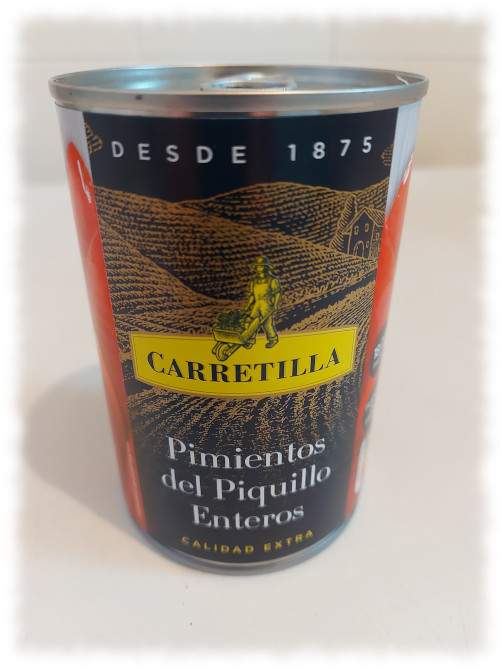 DESDE 1875
CARRETILLA
Pimientos
del Piquillo
Enteros
CALIDAD EXTRA